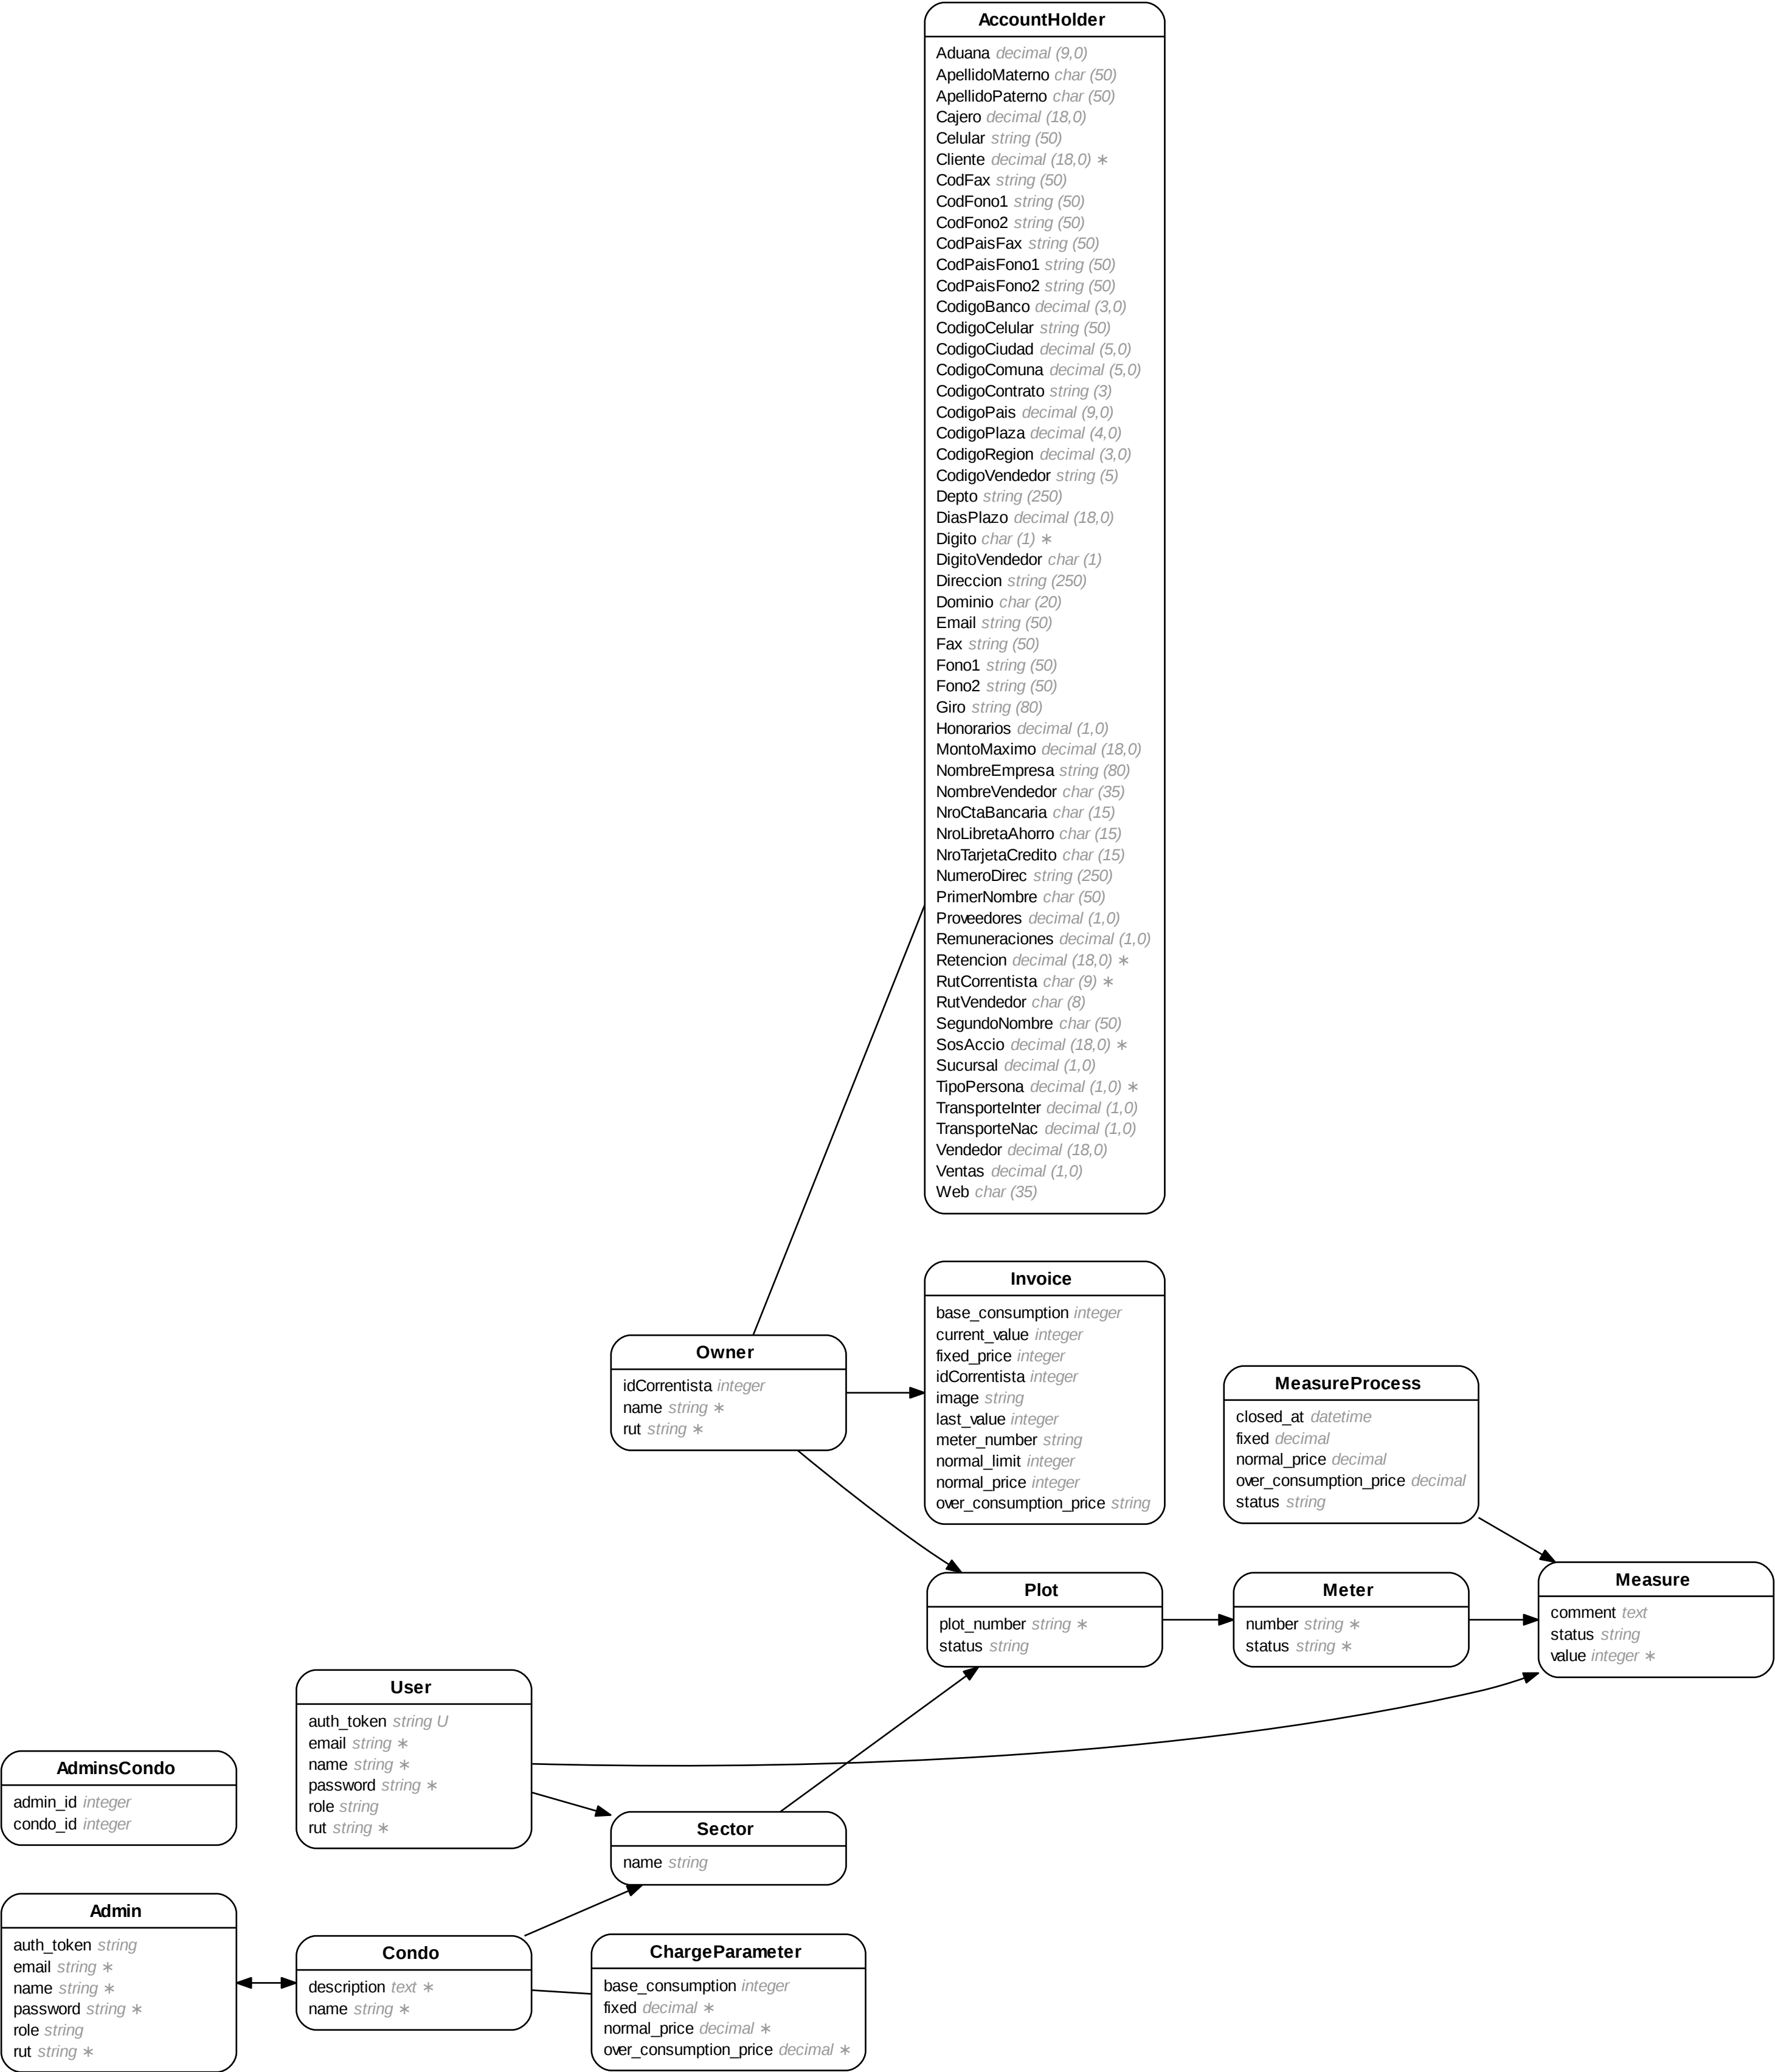 AccountHolder
Aduana decimal (9,0)
ApellidoMaterno char (50)
ApellidoPaterno char (50)
Cajero decimal (18,0)
Celular string (50)
Cliente decimal (18,0) ∗
CodFax string (50)
CodFono1 string (50)
CodFono2 string (50)
CodPaisFax string (50)
CodPaisFono1 string (50)
CodPaisFono2 string (50)
CodigoBanco decimal (3,0)
CodigoCelular string (50)
CodigoCiudad decimal (5,0)
CodigoComuna decimal (5,0)
CodigoContrato string (3)
CodigoPais decimal (9,0)
CodigoPlaza decimal (4,0)
CodigoRegion decimal (3,0)
CodigoVendedor string (5)
Depto string (250)
DiasPlazo decimal (18,0)
Digito char (1) ∗
DigitoVendedor char (1)
Direccion string (250)
Dominio char (20)
Email string (50)
Fax string (50)
Fono1 string (50)
Fono2 string (50)
Giro string (80)
Honorarios decimal (1,0)
MontoMaximo decimal (18,0)
NombreEmpresa string (80)
NombreVendedor char (35)
NroCtaBancaria char (15)
NroLibretaAhorro char (15)
NroTarjetaCredito char (15)
NumeroDirec string (250)
PrimerNombre char (50)
Proveedores decimal (1,0)
Remuneraciones decimal (1,0)
Retencion decimal (18,0) ∗
RutCorrentista char (9) ∗
RutVendedor char (8)
SegundoNombre char (50)
SosAccio decimal (18,0) ∗
Sucursal decimal (1,0)
TipoPersona decimal (1,0) ∗
TransporteInter decimal (1,0)
TransporteNac decimal (1,0)
Vendedor decimal (18,0)
Ventas decimal (1,0)
Web char (35)
Invoice
base_consumption integer
current_value integer
fixed_price integer
idCorrentista integer
image string
last_value integer
meter_number string
normal_limit integer
normal_price integer
over_consumption_price string
Owner
idCorrentista integer
name string ∗
rut string ∗
MeasureProcess
closed_at datetime
fixed decimal
normal_price decimal
over_consumption_price decimal
status string
Plot
plot_number string ∗
status string
Meter
number string ∗
status string ∗
Measure
comment text
status string
value integer ∗
User
auth_token string U
email string ∗
name string ∗
password string ∗
role string
rut string ∗
AdminsCondo
admin_id integer
condo_id integer
Sector
name string
Admin
auth_token string
email string ∗
name string ∗
password string ∗
role string
rut string ∗
Condo
description text ∗
name string ∗
ChargeParameter
base_consumption integer
fixed decimal ∗
normal_price decimal ∗
over_consumption_price decimal ∗